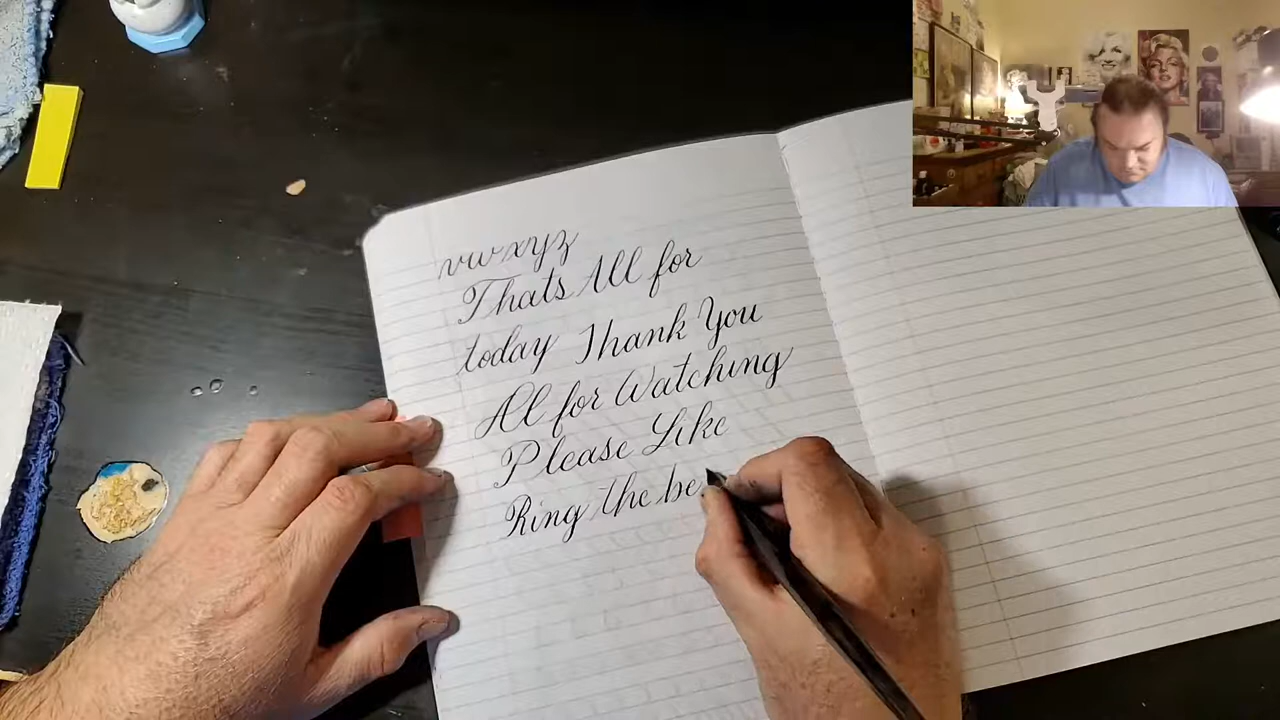 vwxyz
Thats All for
today Thank You
All for Watching
Please Like
Ring the be